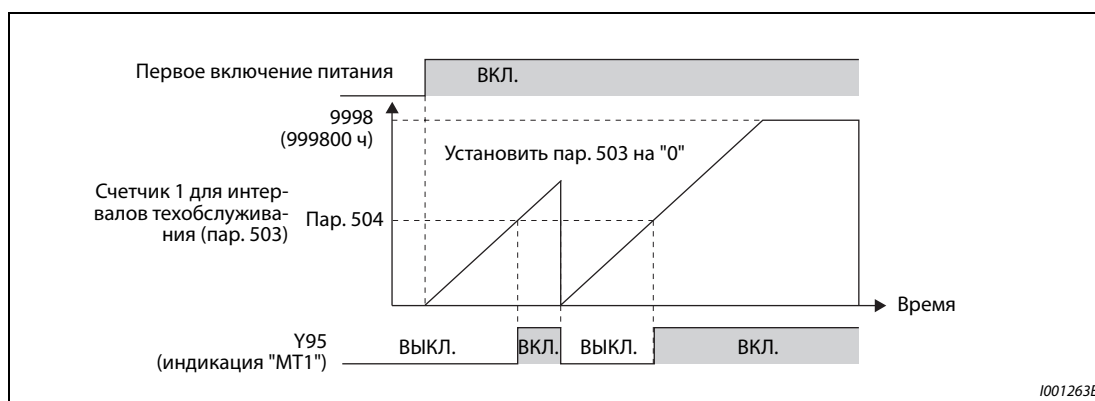 Первое включение питания
ВКЛ.
9998
(999800 ч)
Установить пар. 503 на "0"
Счетчик 1 для интер-
валов техобслужива-
ния (пар. 503)
Пар. 504
Время
Y95
(индикация "MT1")
ВЫКЛ.
ВКЛ.
ВЫКЛ.
ВКЛ.
I001263E